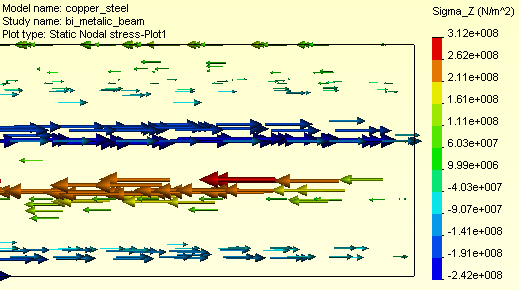 Model name: copper_steel
Study name: bi_metalic_beam
Plot type: Static Nodal stress-Plot1
Sigma_Z (N/m^2)
3.12e+008
2.62e+008
2.11e+008
1.61e+008
1.11e+008
6.03e+007
9.99e+006
-4.03e+007
-9.07e+007
-1.41e+008
-1.91e+008
-2.42e+008